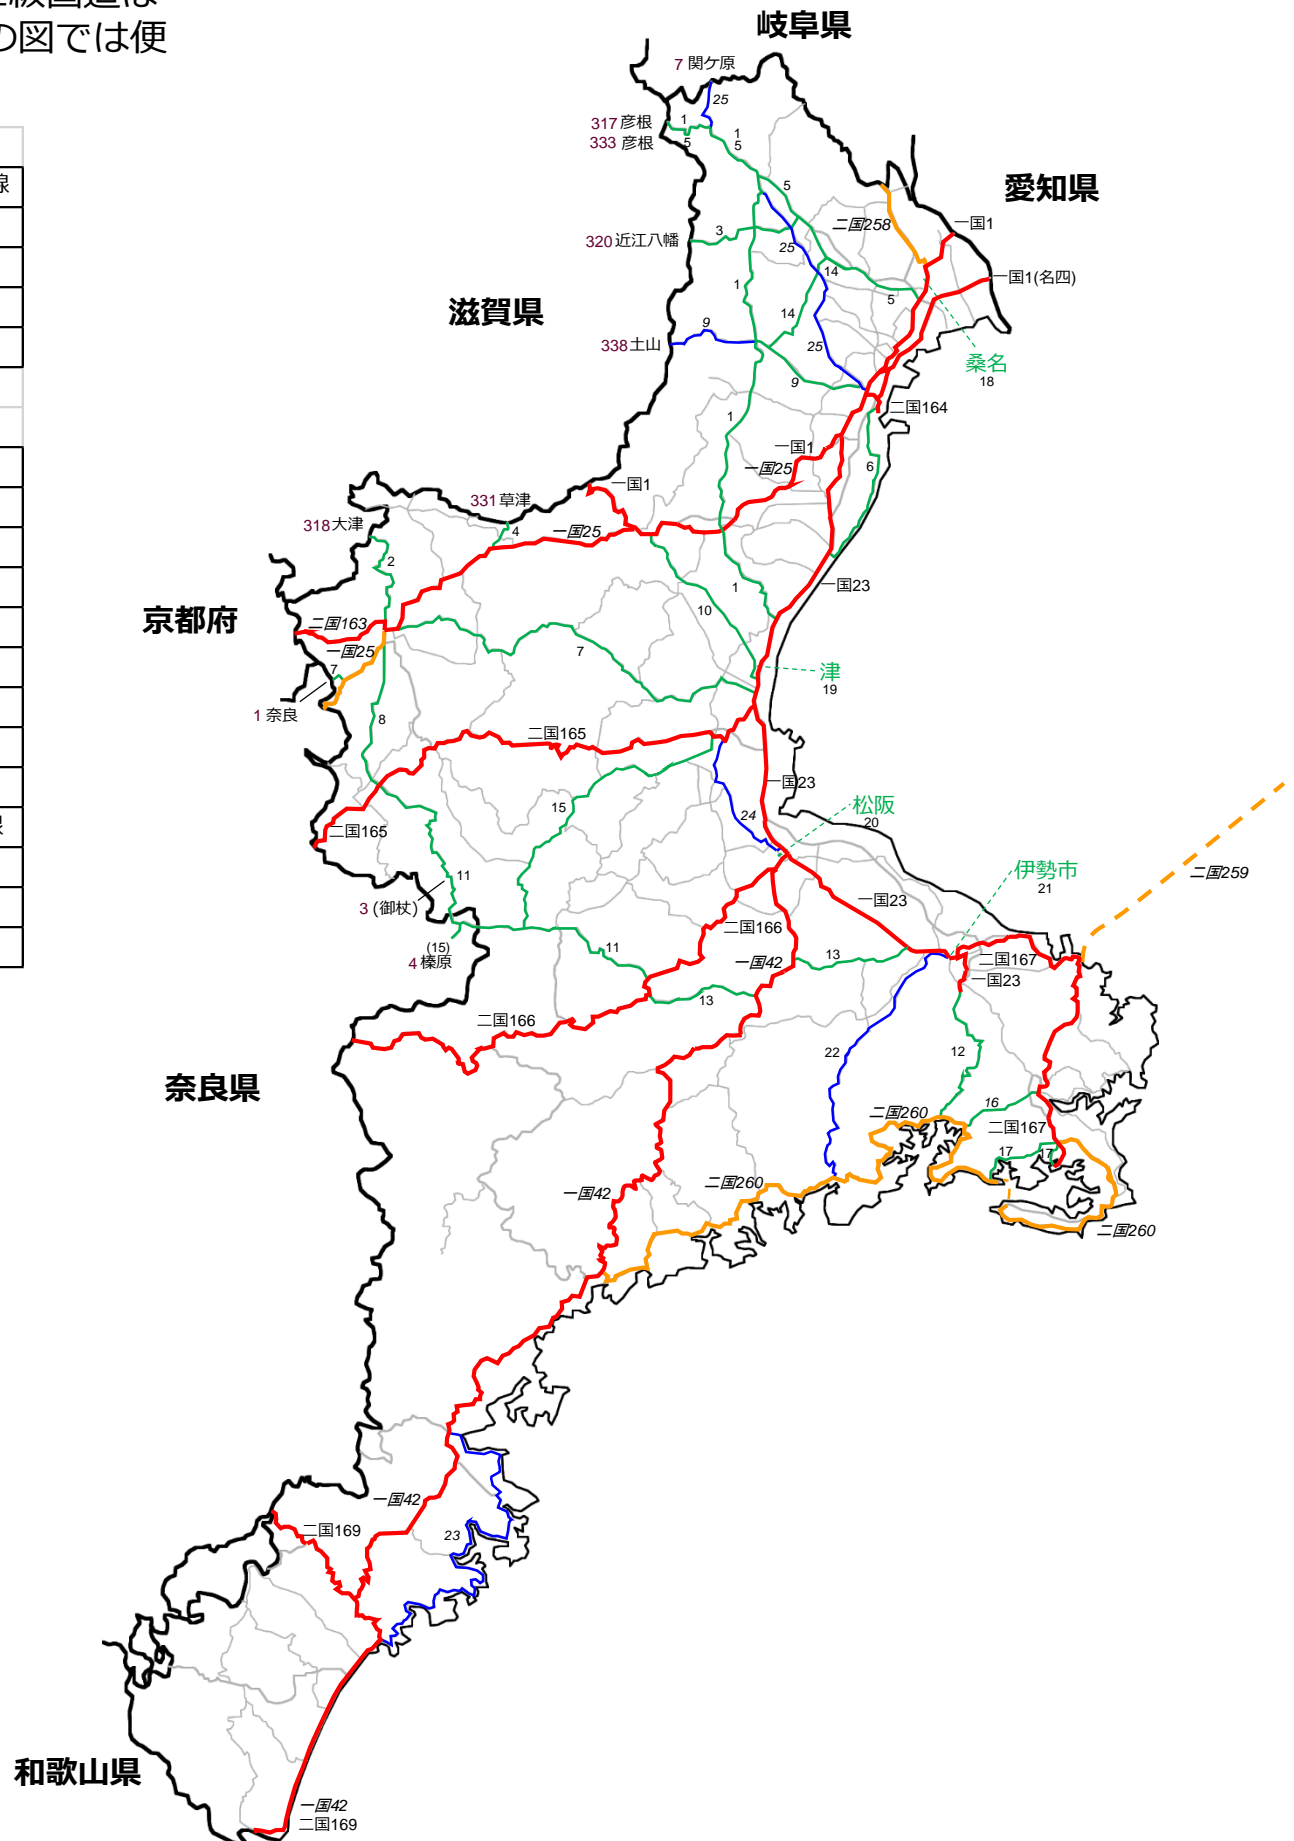 級国道は
の図では便
線
線
岐阜県
7 関ケ原
25
317 彦根
1
333 彦根
5
1
5
愛知県
5
二国258
一国1
320 近江八幡
3
25
14
一国1(名四)
1
5
滋賀県
14
9
338 土山
25
桑名
18
9
二国164
1
一国1
一国25
6
一国1
331 草津
318 大津
4
一国25
2
一国23
1
10
京都府
二国163
一国25
7
7
津
19
1 奈良
8
二国165
一国23
15
松阪
20
24
二国165
伊勢市
21
二国259
11
一国23
3 (御杖)
二国166
(15)
4 榛原
11
一国42
13
二国167
一国23
13
二国166
22
12
奈良県
16
二国260
二国167
17
17
一国42
二国260
二国260
一国42
二国169
23
和歌山県
一国42
二国169